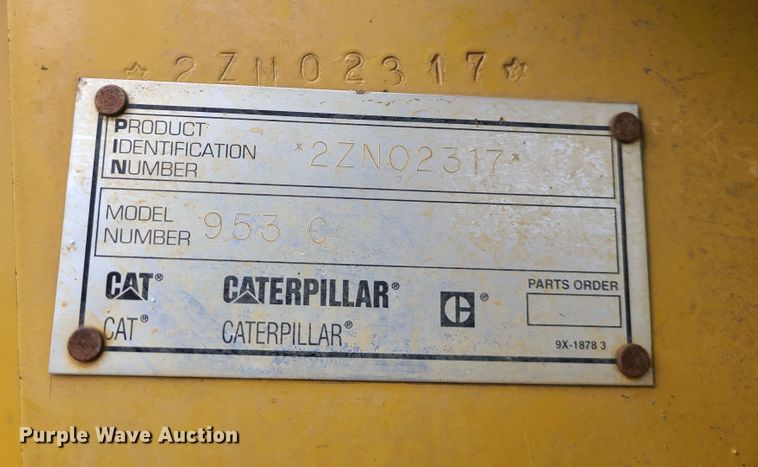 *2ZN02317*
PRODUCT
IDENTIFICATION
NUMBER
*2ZN02317*
MODEL
NUMBER
953 C
CAT® CATERPILLAR® C®
CAT® CATERPILLAR®
PARTS ORDER
9X-1878 3
Purple Wave Auction